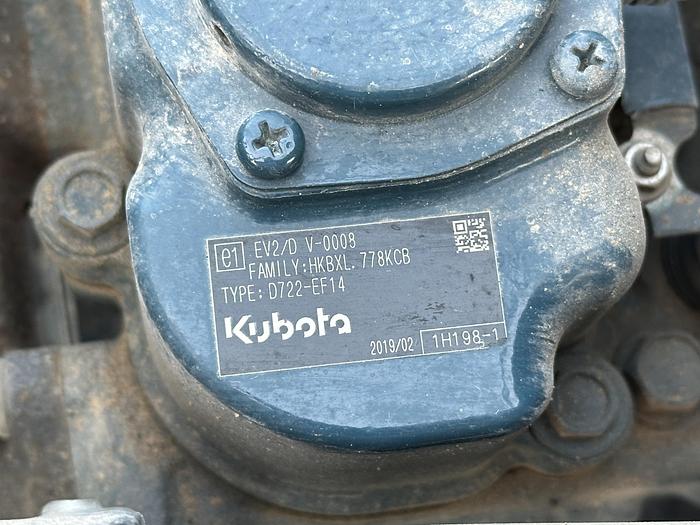 e1 EV2/D V-0008
FAMILY:HKBXL.778KCB
TYPE:D722-EF14
Kubota
2019/02 1H198-1